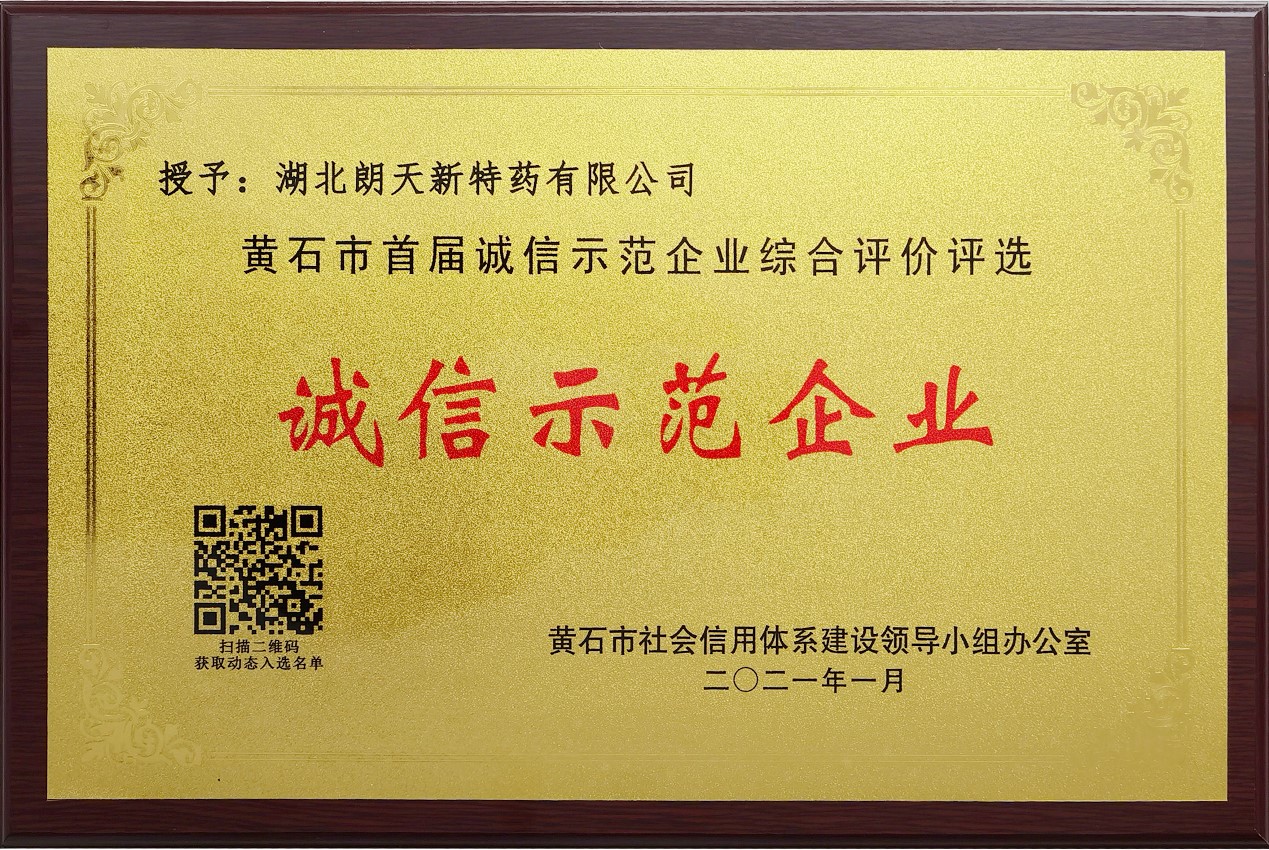 授予：湖北朗天新特药有限公司
黄石市首届诚信示范企业综合评价评选
诚信示范企业
扫描二维码
获取动态入选名单
黄石市社会信用体系建设领导小组办公室
二〇二一年一月